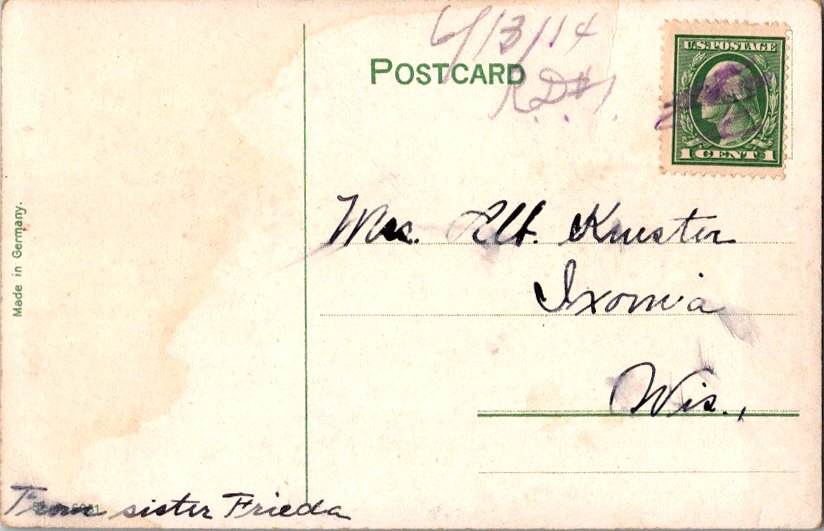 6/13/14
POSTCARD
R.D#1.
U.S. POSTAGE
1 CENT 1
Mrs. Alb. Kuester
Ixonia
Wis.,
Made in Germany.
From sister Frieda